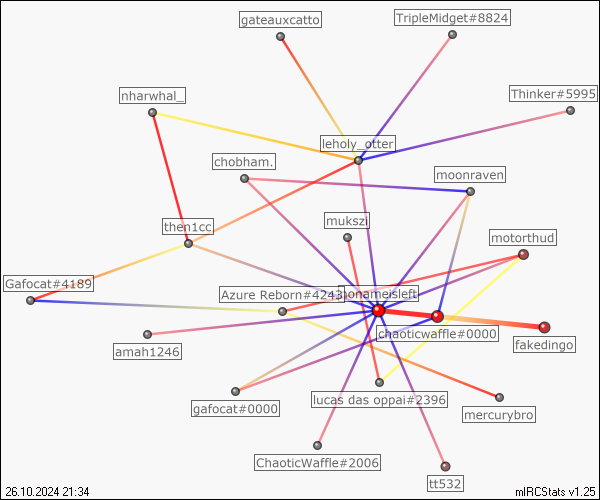 gateauxcatto
TripleMidget#8824
nharwhal_
Thinker#5995
leholy_otter
chobham.
moonraven
mukszi
then1cc
motorthud
Gafocat#4189
Azure Reborn#4243
nonameisleft
chaoticwaffle#0000
fakedingo
amah1246
lucas das oppai#2396
gafocat#0000
mercurybro
ChaoticWaffle#2006
tt532
26.10.2024 21:34
mIRCStats v1.25